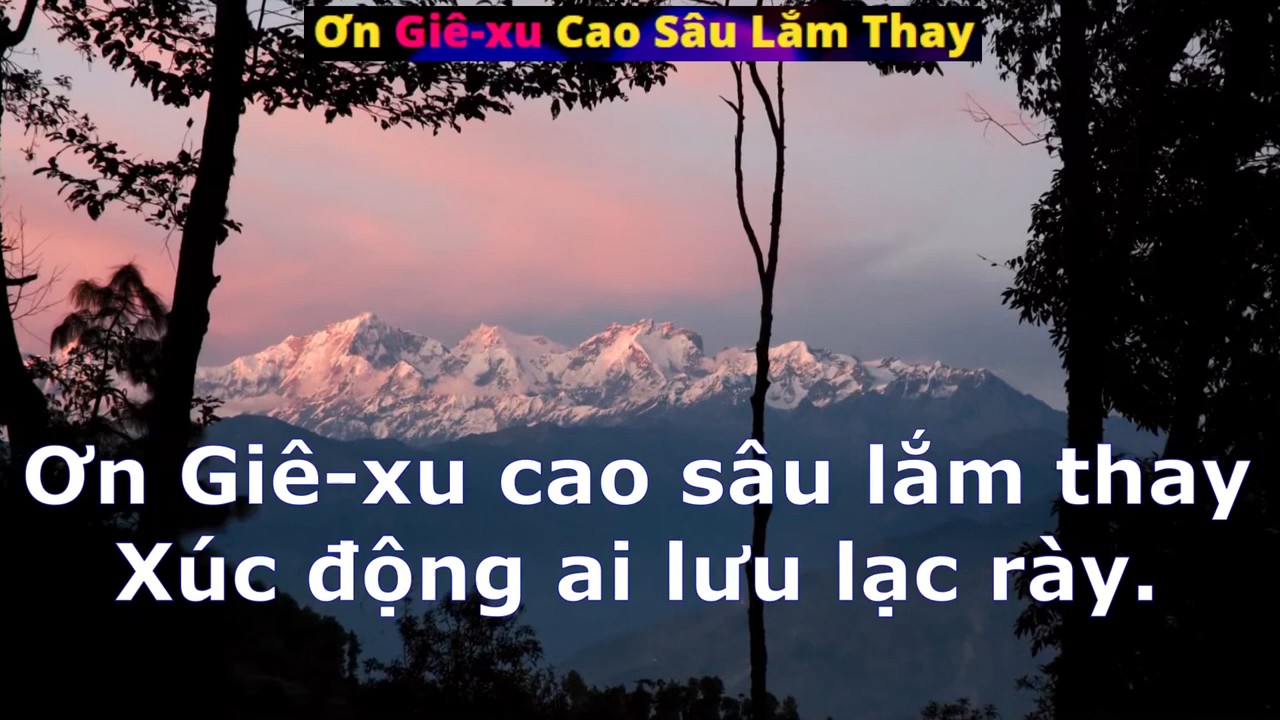 Ơn Giê-xu Cao Sâu Lắm Thay
Ơn Giê-xu cao sâu lắm thay
Xúc động ai lưu lạc rày.